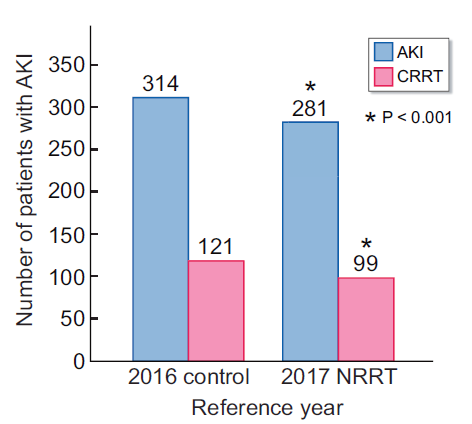 Number of patients with AKI
350
300
250
200
150
100
50
0
314
121
*
281
*
99
AKI
CRRT
* P < 0.001
2016 control
2017 NRRT
Reference year